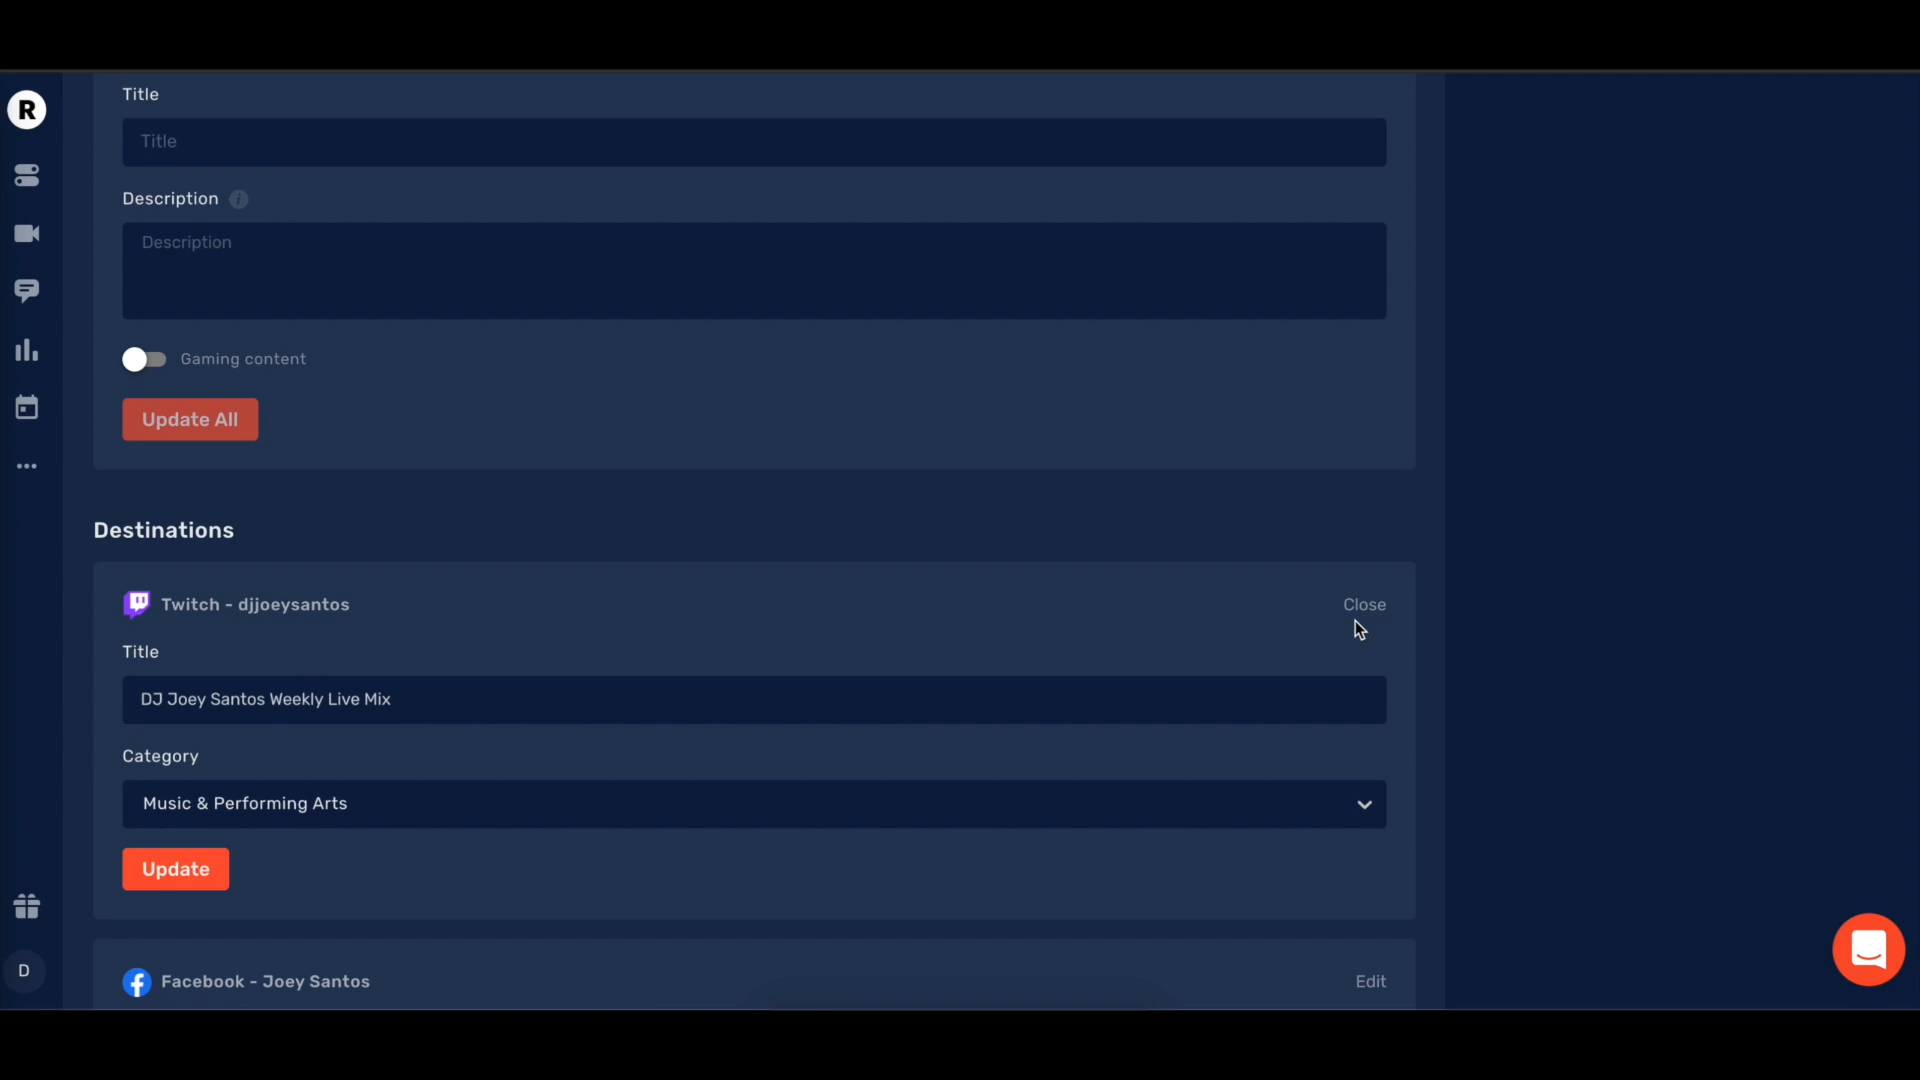 R
Title
Title
Description i
Description
Gaming content
Update All
Destinations
Twitch - djjoeysantos
Close
Title
DJ Joey Santos Weekly Live Mix
Category
Music & Performing Arts
Update
Facebook - Joey Santos
Edit
D